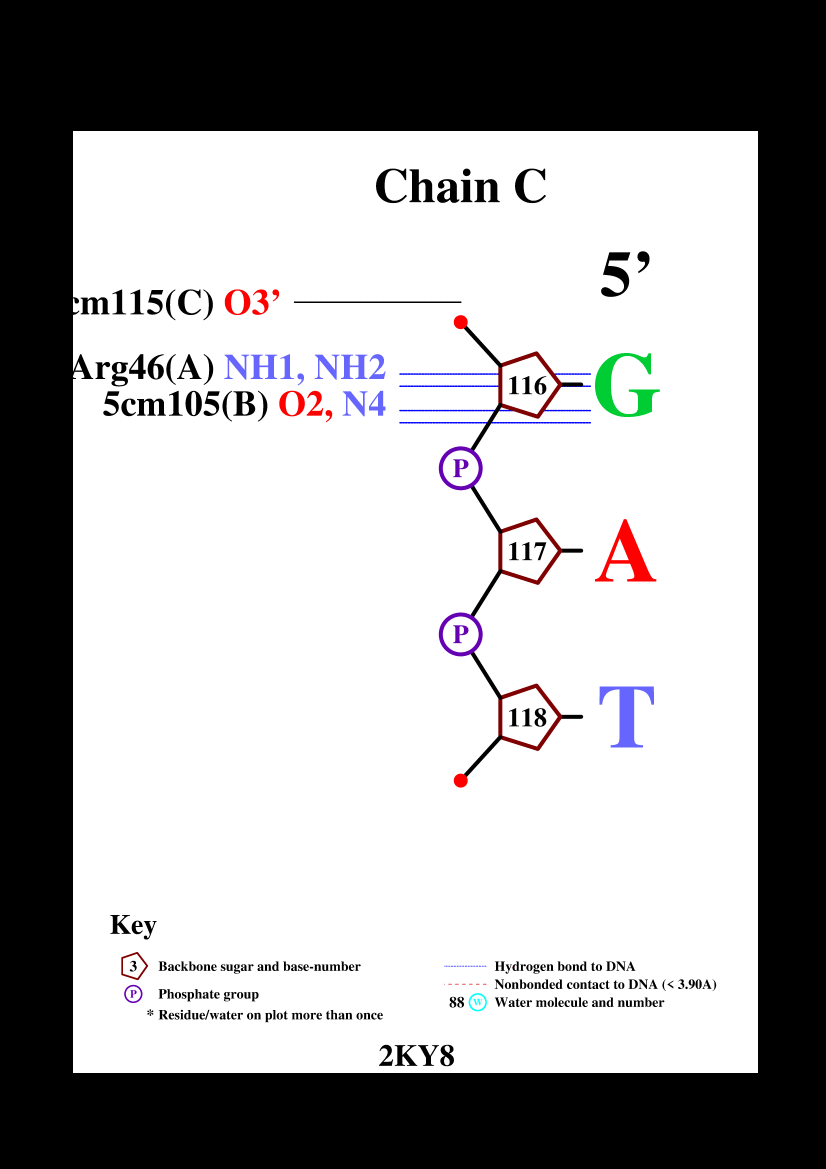 Chain C
5’
cm115(C) O3’
Arg46(A) NH1, NH2
116 G
5cm105(B) O2, N4
P
117 A
P
118 T
Key
3 Backbone sugar and base-number
P Phosphate group
* Residue/water on plot more than once
Hydrogen bond to DNA
Nonbonded contact to DNA (< 3.90A)
88 W Water molecule and number
2KY8